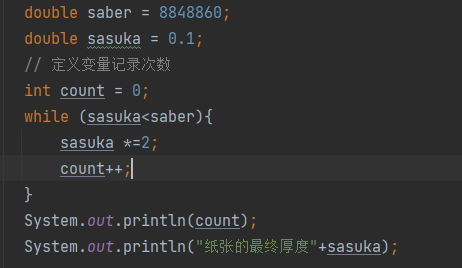 double saber = 8848860;
double sasuka = 0.1;
// 定义变量记录次数
int count = 0;
while (sasuka<saber){
sasuka *=2;
count++;
}
System.out.println(count);
System.out.println("纸张的最终厚度"+sasuka);